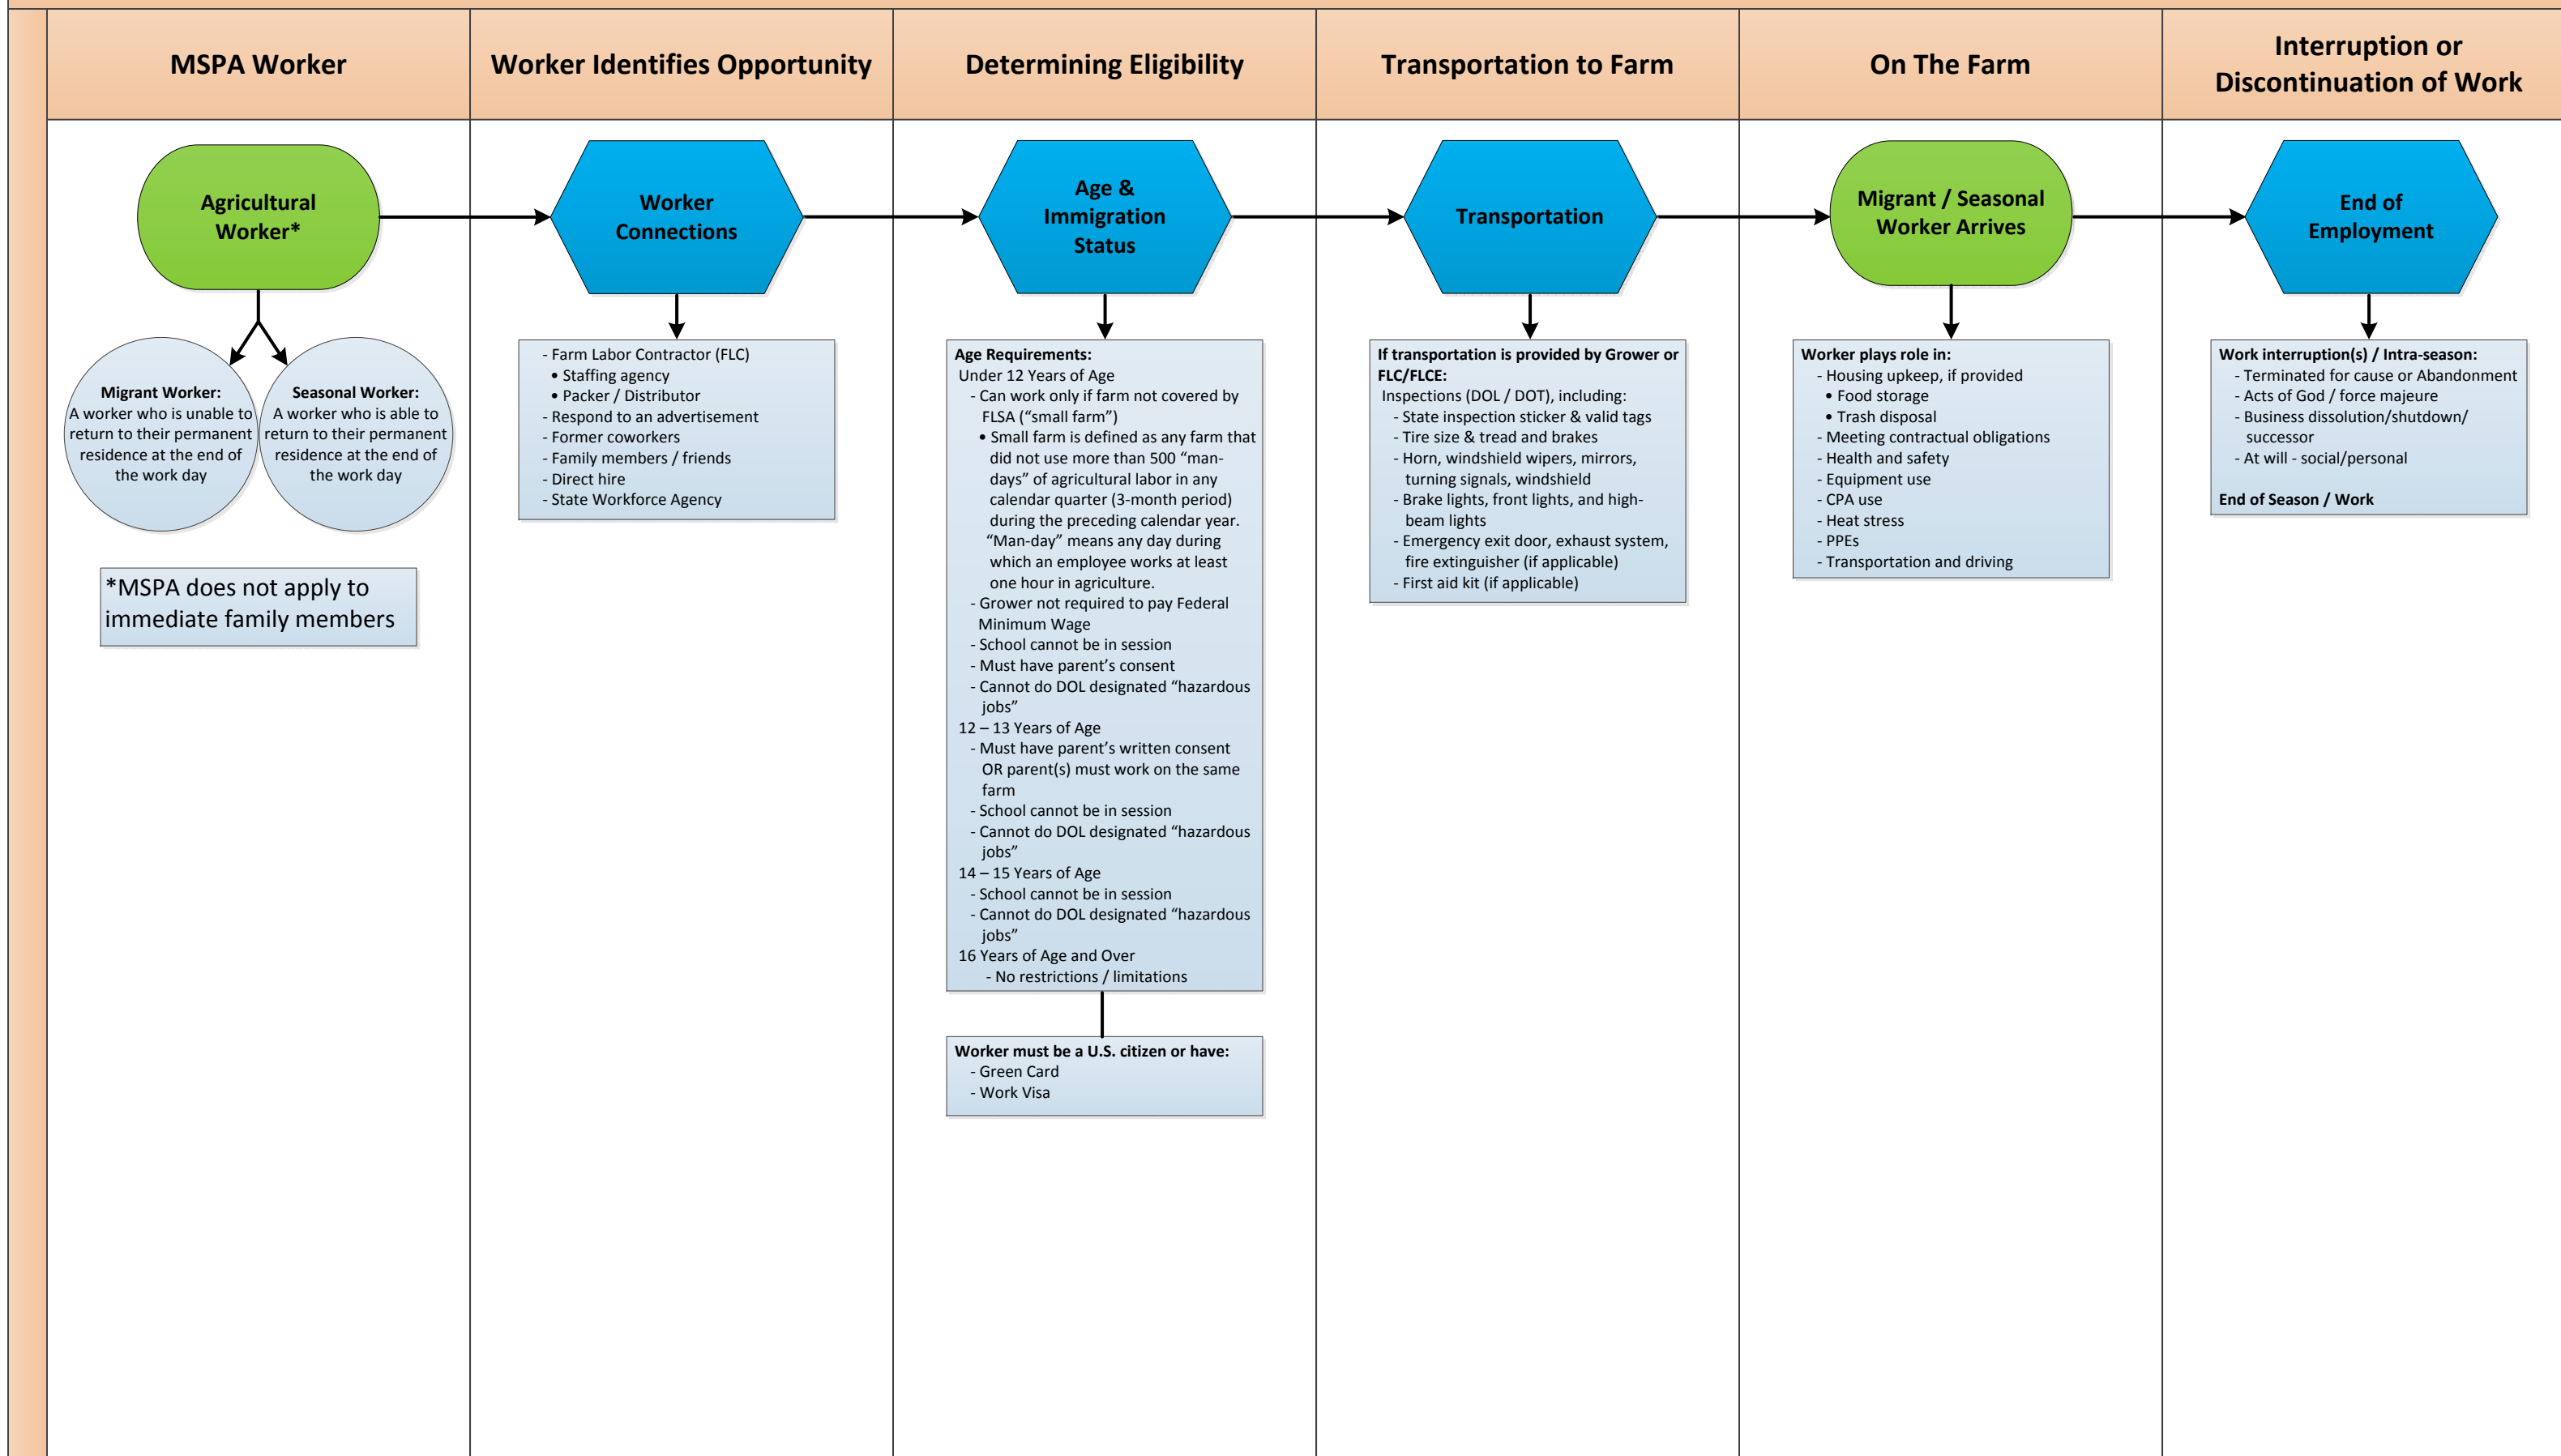 MSPA Worker
Worker Identifies Opportunity
Determining Eligibility
Transportation to Farm
On The Farm
Interruption or
Discontinuation of Work
Agricultural
Worker*
Migrant Worker:
A worker who is unable to
return to their permanent
residence at the end of
the work day
Seasonal Worker:
A worker who is able to
return to their permanent
residence at the end of
the work day
*MSPA does not apply to
immediate family members
Worker
Connections
- Farm Labor Contractor (FLC)
• Staffing agency
• Packer / Distributor
- Respond to an advertisement
- Former coworkers
- Family members / friends
- Direct hire
- State Workforce Agency
Age &
Immigration
Status
Age Requirements:
Under 12 Years of Age
- Can work only if farm not covered by
FLSA (“small farm”)
• Small farm is defined as any farm that
did not use more than 500 “man-
days” of agricultural labor in any
calendar quarter (3-month period)
during the preceding calendar year.
“Man-day” means any day during
which an employee works at least
one hour in agriculture.
- Grower not required to pay Federal
Minimum Wage
- School cannot be in session
- Must have parent’s consent
- Cannot do DOL designated “hazardous
jobs”
12 – 13 Years of Age
- Must have parent’s written consent
OR parent(s) must work on the same
farm
- School cannot be in session
- Cannot do DOL designated “hazardous
jobs”
14 – 15 Years of Age
- School cannot be in session
- Cannot do DOL designated “hazardous
jobs”
16 Years of Age and Over
- No restrictions / limitations
Worker must be a U.S. citizen or have:
- Green Card
- Work Visa
Transportation
If transportation is provided by Grower or
FLC/FLCE:
Inspections (DOL / DOT), including:
- State inspection sticker & valid tags
- Tire size & tread and brakes
- Horn, windshield wipers, mirrors,
turning signals, windshield
- Brake lights, front lights, and high-
beam lights
- Emergency exit door, exhaust system,
fire extinguisher (if applicable)
- First aid kit (if applicable)
Migrant / Seasonal
Worker Arrives
Worker plays role in:
- Housing upkeep, if provided
• Food storage
• Trash disposal
- Meeting contractual obligations
- Health and safety
- Equipment use
- CPA use
- Heat stress
- PPEs
- Transportation and driving
End of
Employment
Work interruption(s) / Intra-season:
- Terminated for cause or Abandonment
- Acts of God / force majeure
- Business dissolution/shutdown/
successor
- At will - social/personal
End of Season / Work